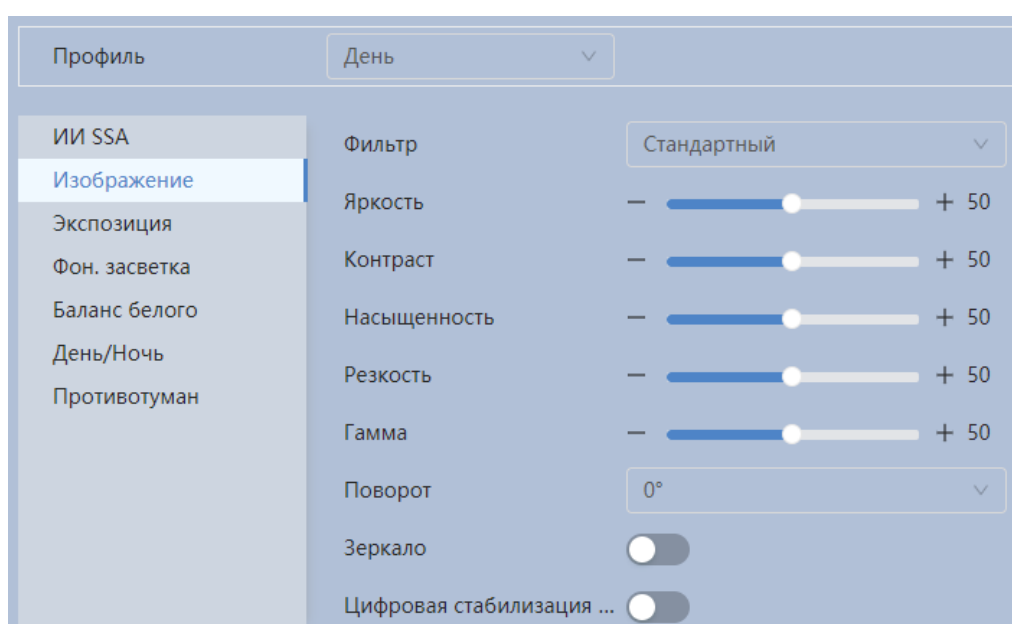 Профиль День
ИИ SSA
Изображение
Экспозиция
Фон. засветка
Баланс белого
День/Ночь
Противотуман
Фильтр Стандартный
Яркость − + 50
Контраст − + 50
Насыщенность − + 50
Резкость − + 50
Гамма − + 50
Поворот 0°
Зеркало
Цифровая стабилизация ...